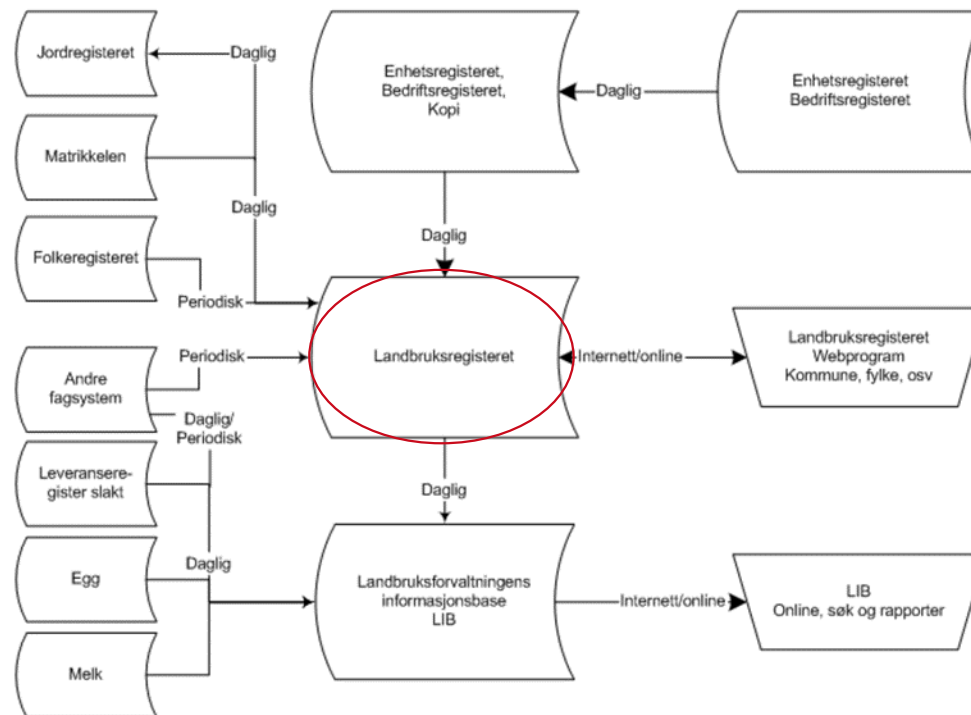 Jordregisteret
Daglig
Enhetsregisteret,
Bedriftsregisteret,
Kopi
Daglig
Enhetsregisteret
Bedriftsregisteret
Matrikkelen
Daglig
Daglig
Folkeregisteret
Periodisk
Periodisk
Landbruksregisteret
Internett/online
Landbruksregisteret
Webprogram
Kommune, fylke, osv
Andre
fagsystem
Daglig/
Periodisk
Leveransere-
gister slakt
Daglig
Egg
Daglig
Landbruksforvaltningens
informasjonsbase
LIB
Internett/online
LIB
Online, søk og rapporter
Melk